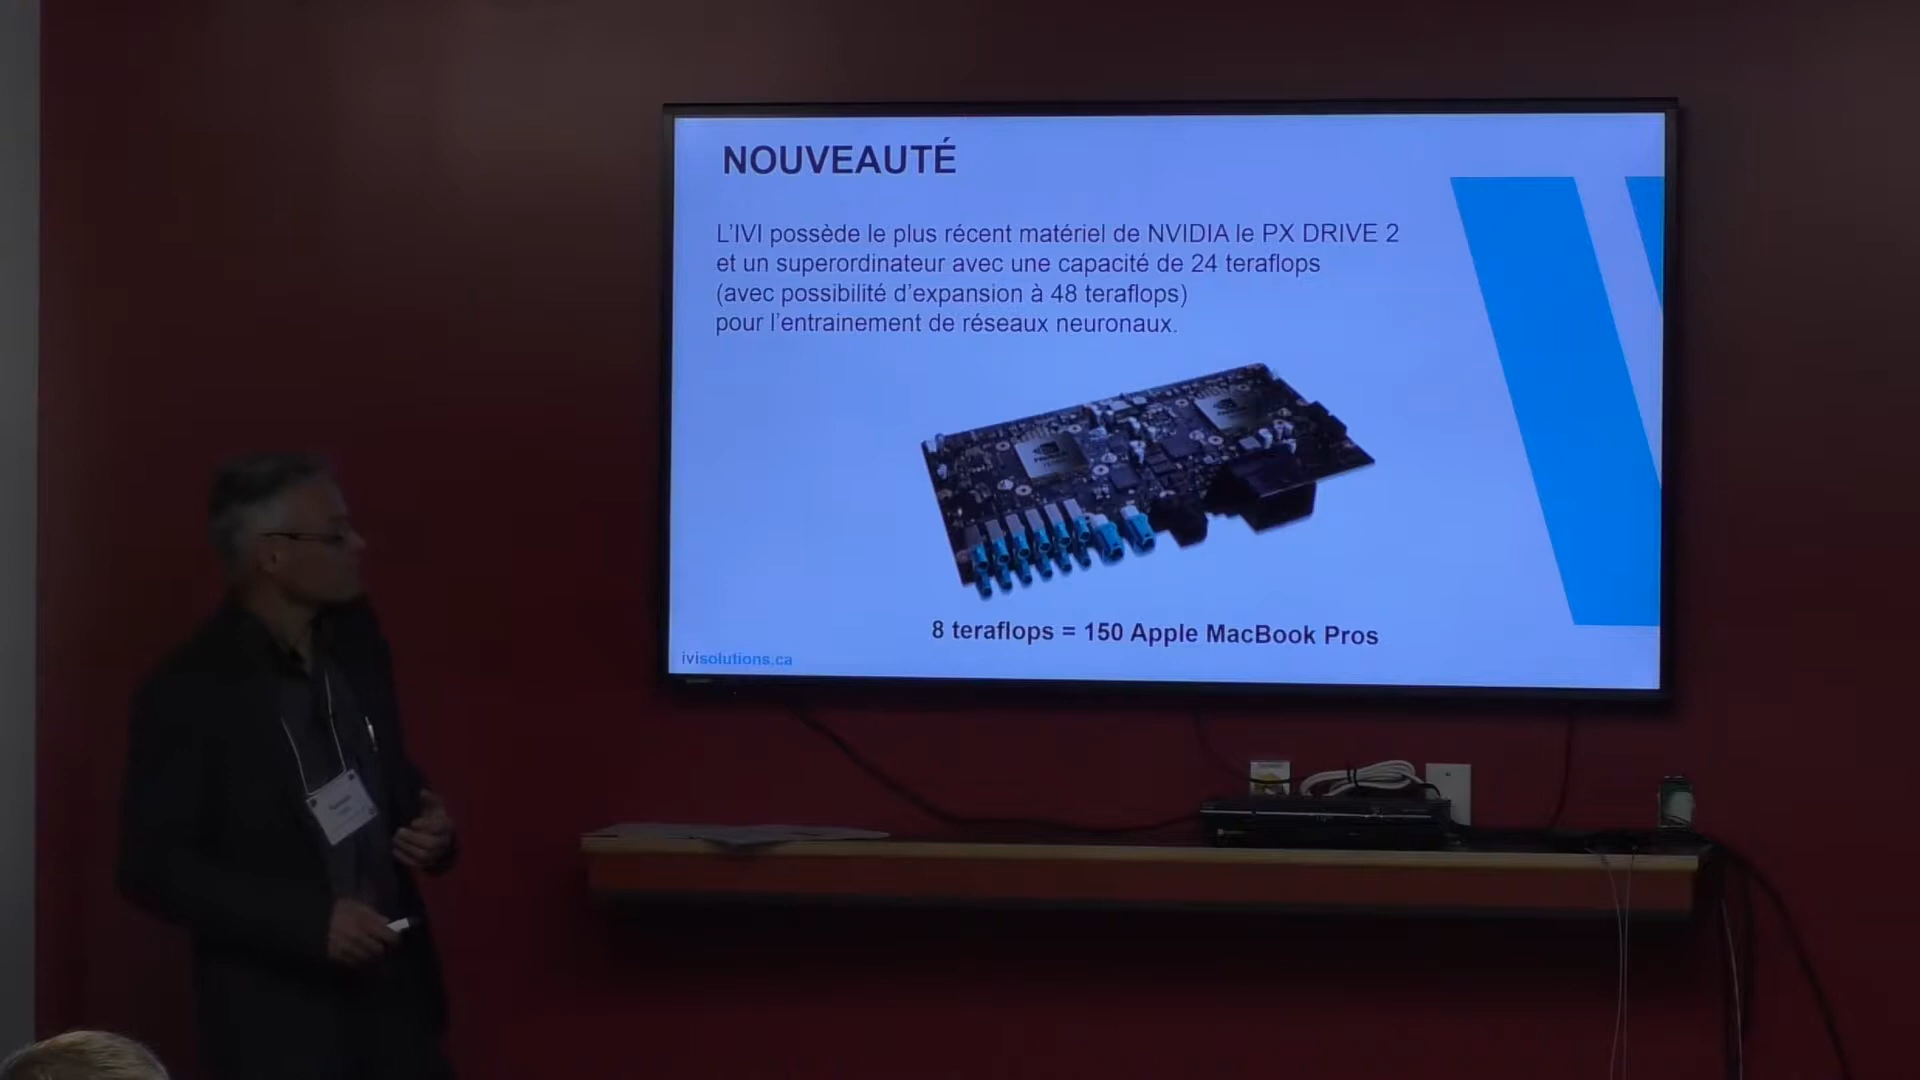 NOUVEAUTÉ
L'IVI possède le plus récent matériel de NVIDIA le PX DRIVE 2
et un superordinateur avec une capacité de 24 teraflops
(avec possibilité d'expansion à 48 teraflops)
pour l'entrainement de réseaux neuronaux.
8 teraflops = 150 Apple MacBook Pros
ivisolutions.ca